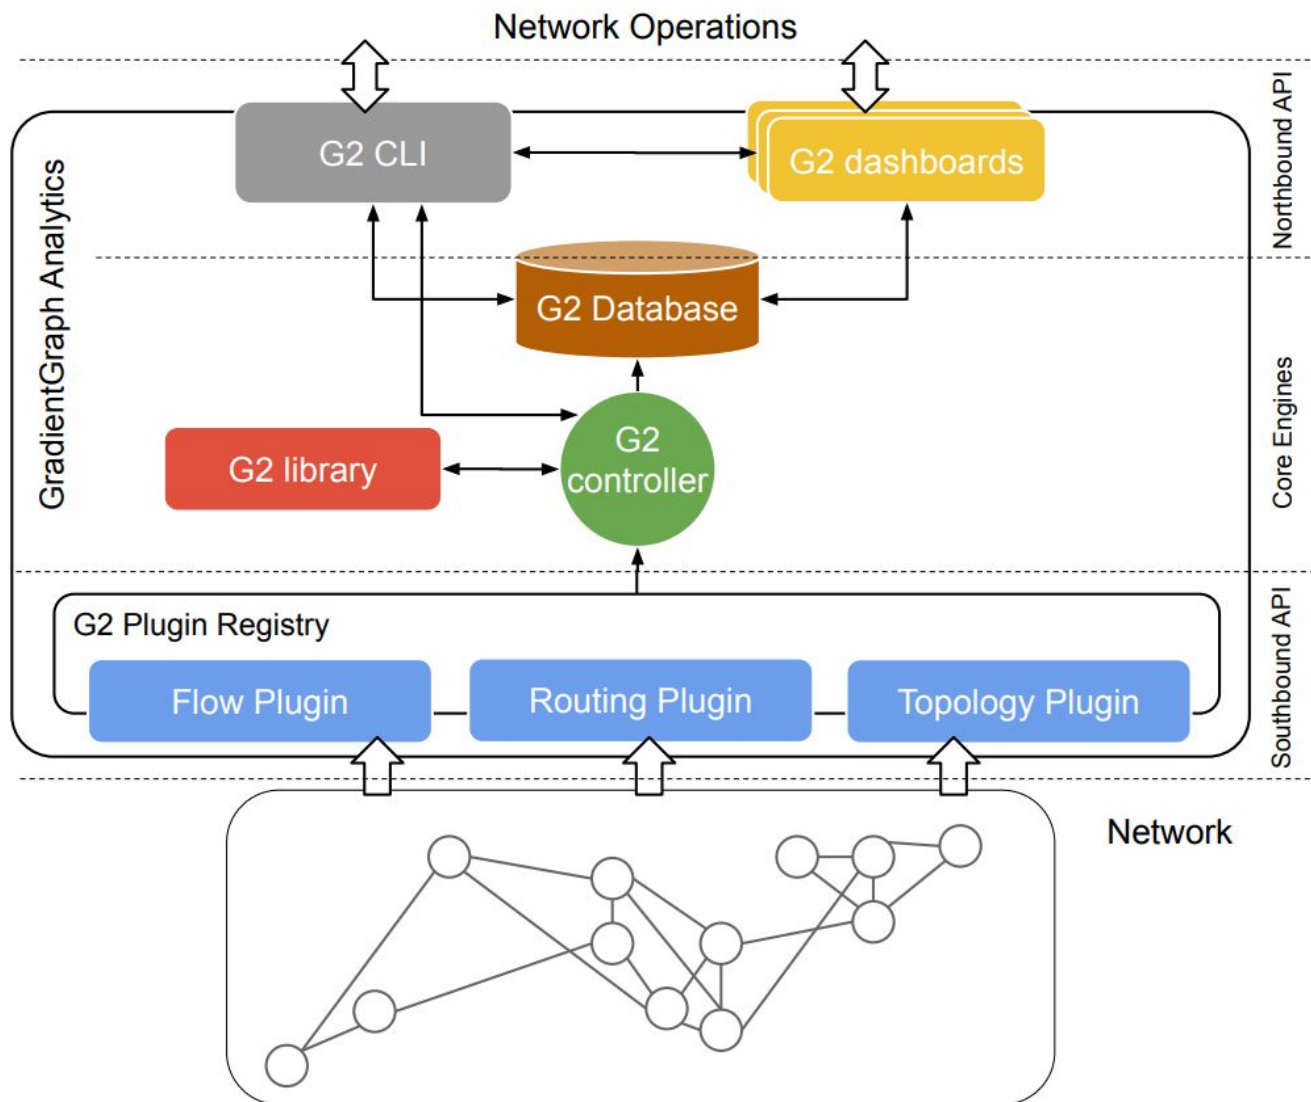 Network Operations
Northbound API
G2 CLI
G2 dashboards
GradientGraph Analytics
G2 Database
Core Engines
G2
controller
G2 library
Southbound API
G2 Plugin Registry
Flow Plugin
Routing Plugin
Topology Plugin
Network